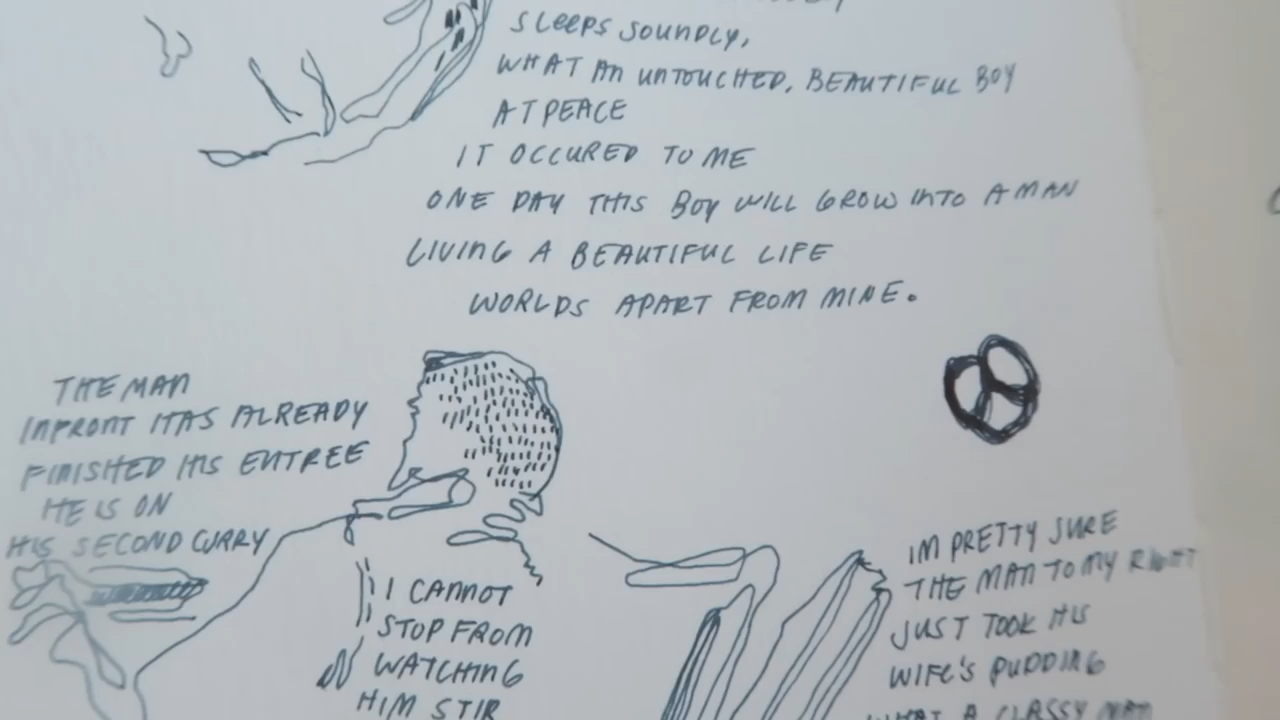 SLEEPS SOUNDLY,
WHAT AN UNTOUCHED, BEAUTIFUL BOY
AT PEACE
IT OCCURED TO ME
ONE DAY THIS BOY WILL GROW INTO A MAN
LIVING A BEAUTIFUL LIFE
WORLDS APART FROM MINE.
THE MAN
INFRONT HAS ALREADY
FINISHED HIS ENTREE
HE IS ON
HIS SECOND CURRY
I CANNOT
STOP FROM
WATCHING
HIM STIR
IM PRETTY SURE
THE MAN TO MY RIGHT
JUST TOOK HIS
WIFE'S PUDDING
WHAT A CLASSY MAN